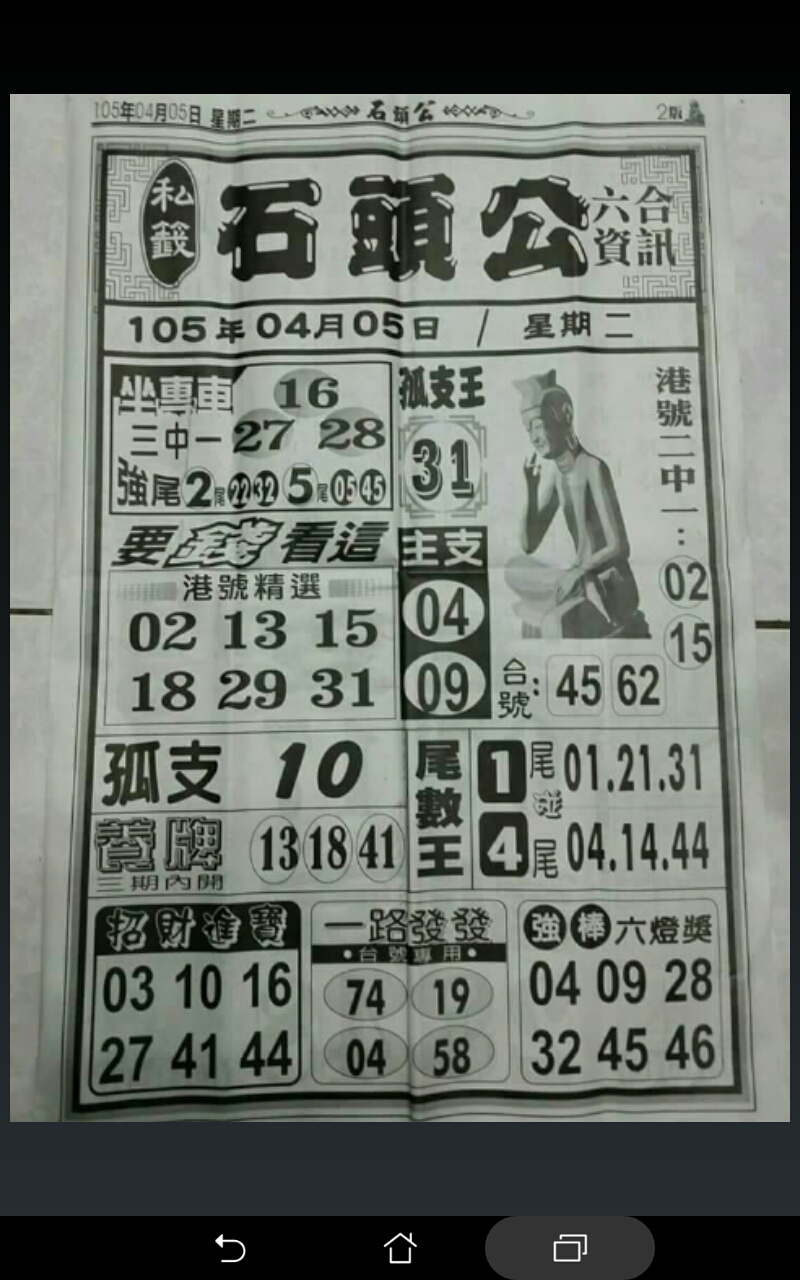 105年04月05日 星期二 石頭公 2版
私籤 石頭公 六合資訊
105年04月05日 / 星期二
坐專車 16
三中一 27 28
強尾 2尾 22 32 5尾 05 45
孤支王
31
港號二中一：
02
15
要錢看這
港號精選
02 13 15
18 29 31
主支
04
09
台號： 45 62
孤支 10
養牌 13 18 41
三期內開
尾數王
1尾 01.21.31
碰
4尾 04.14.44
招財進寶
03 10 16
27 41 44
一路發發
•台號專用•
74 19
04 58
強棒六燈獎
04 09 28
32 45 46